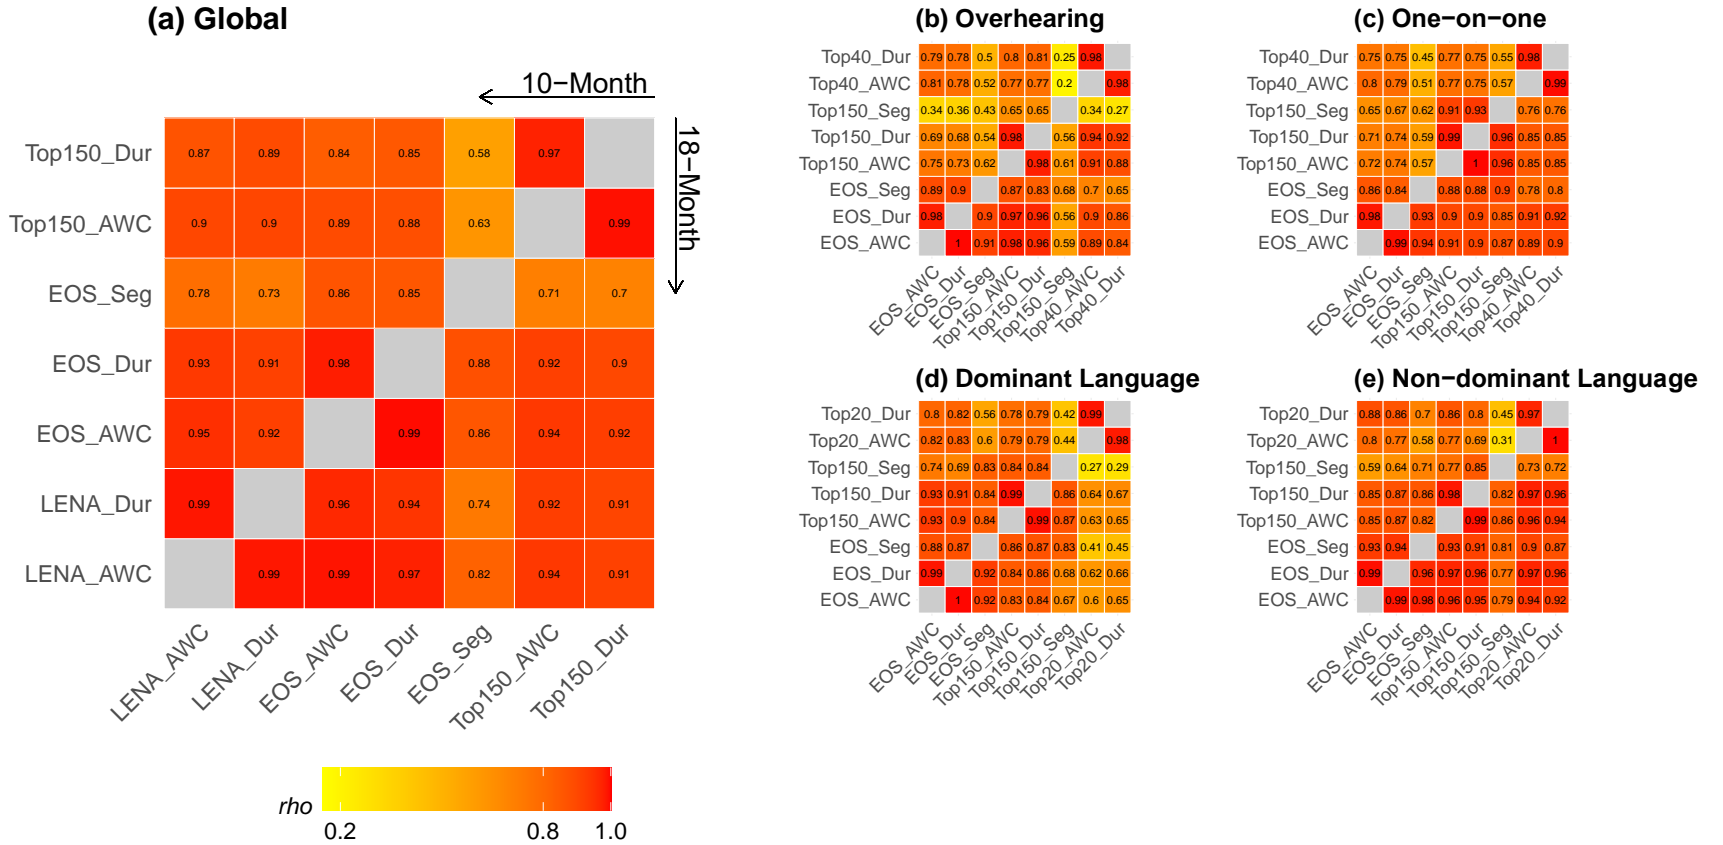 (a) Global
10−Month
18−Month
Top150_Dur 0.87 0.89 0.84 0.85 0.58 0.97
Top150_AWC 0.9 0.9 0.89 0.88 0.63 0.99
EOS_Seg 0.78 0.73 0.86 0.85 0.71 0.7
EOS_Dur 0.93 0.91 0.98 0.88 0.92 0.9
EOS_AWC 0.95 0.92 0.99 0.86 0.94 0.92
LENA_Dur 0.99 0.96 0.94 0.74 0.92 0.91
LENA_AWC 0.99 0.99 0.97 0.82 0.94 0.91
LENA_AWC LENA_Dur EOS_AWC EOS_Dur EOS_Seg Top150_AWC Top150_Dur
rho
0.2 0.8 1.0
(b) Overhearing
Top40_Dur 0.79 0.78 0.5 0.8 0.81 0.25 0.98
Top40_AWC 0.81 0.78 0.52 0.77 0.77 0.2 0.98
Top150_Seg 0.34 0.36 0.43 0.65 0.65 0.34 0.27
Top150_Dur 0.69 0.68 0.54 0.98 0.56 0.94 0.92
Top150_AWC 0.75 0.73 0.62 0.98 0.61 0.91 0.88
EOS_Seg 0.89 0.9 0.87 0.83 0.68 0.7 0.65
EOS_Dur 0.98 0.9 0.97 0.96 0.56 0.9 0.86
EOS_AWC 1 0.91 0.98 0.96 0.59 0.89 0.84
EOS_AWC EOS_Dur EOS_Seg Top150_AWC Top150_Dur Top150_Seg Top40_AWC Top40_Dur
(c) One−on−one
Top40_Dur 0.75 0.75 0.45 0.77 0.75 0.55 0.98
Top40_AWC 0.8 0.79 0.51 0.77 0.75 0.57 0.99
Top150_Seg 0.65 0.67 0.62 0.91 0.93 0.76 0.76
Top150_Dur 0.71 0.74 0.59 0.99 0.96 0.85 0.85
Top150_AWC 0.72 0.74 0.57 1 0.96 0.85 0.85
EOS_Seg 0.86 0.84 0.88 0.88 0.9 0.78 0.8
EOS_Dur 0.98 0.93 0.9 0.9 0.85 0.91 0.92
EOS_AWC 0.99 0.94 0.91 0.9 0.87 0.89 0.9
EOS_AWC EOS_Dur EOS_Seg Top150_AWC Top150_Dur Top150_Seg Top40_AWC Top40_Dur
(d) Dominant Language
Top20_Dur 0.8 0.82 0.56 0.78 0.79 0.42 0.99
Top20_AWC 0.82 0.83 0.6 0.79 0.79 0.44 0.98
Top150_Seg 0.74 0.69 0.83 0.84 0.84 0.27 0.29
Top150_Dur 0.93 0.91 0.84 0.99 0.86 0.64 0.67
Top150_AWC 0.93 0.9 0.84 0.99 0.87 0.63 0.65
EOS_Seg 0.88 0.87 0.86 0.87 0.83 0.41 0.45
EOS_Dur 0.99 0.92 0.84 0.86 0.68 0.62 0.66
EOS_AWC 1 0.92 0.83 0.84 0.67 0.6 0.65
EOS_AWC EOS_Dur EOS_Seg Top150_AWC Top150_Dur Top150_Seg Top20_AWC Top20_Dur
(e) Non−dominant Language
Top20_Dur 0.88 0.86 0.7 0.86 0.8 0.45 0.97
Top20_AWC 0.8 0.77 0.58 0.77 0.69 0.31 1
Top150_Seg 0.59 0.64 0.71 0.77 0.85 0.73 0.72
Top150_Dur 0.85 0.87 0.86 0.98 0.82 0.97 0.96
Top150_AWC 0.85 0.87 0.82 0.99 0.86 0.96 0.94
EOS_Seg 0.93 0.94 0.93 0.91 0.81 0.9 0.87
EOS_Dur 0.99 0.96 0.97 0.96 0.77 0.97 0.96
EOS_AWC 0.99 0.98 0.96 0.95 0.79 0.94 0.92
EOS_AWC EOS_Dur EOS_Seg Top150_AWC Top150_Dur Top150_Seg Top20_AWC Top20_Dur